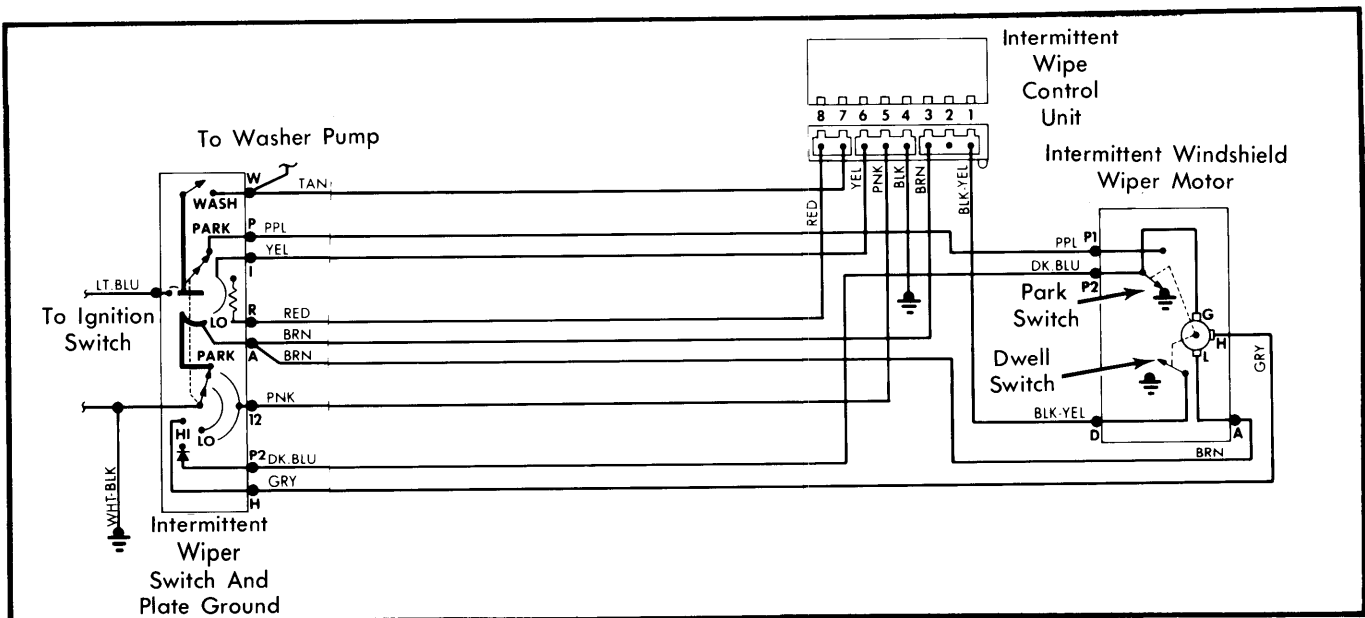 Intermittent
Wipe
Control
Unit
8 7 6 5 4 3 2 1
To Washer Pump
Intermittent Windshield
Wiper Motor
W
TAN
WASH
RED
YEL
PNK
BLK
BRN
BLK-YEL
PARK
P
PPL
YEL
I
PPL
P1
DK.BLU
P2
LT.BLU
To Ignition
Switch
LO
R
RED
BRN
A
BRN
PARK
Park
Switch
G
H
L
GRY
Dwell
Switch
PNK
12
HI
LO
BLK-YEL
D
A
BRN
P2
DK.BLU
GRY
H
WHT-BLK
Intermittent
Wiper
Switch And
Plate Ground